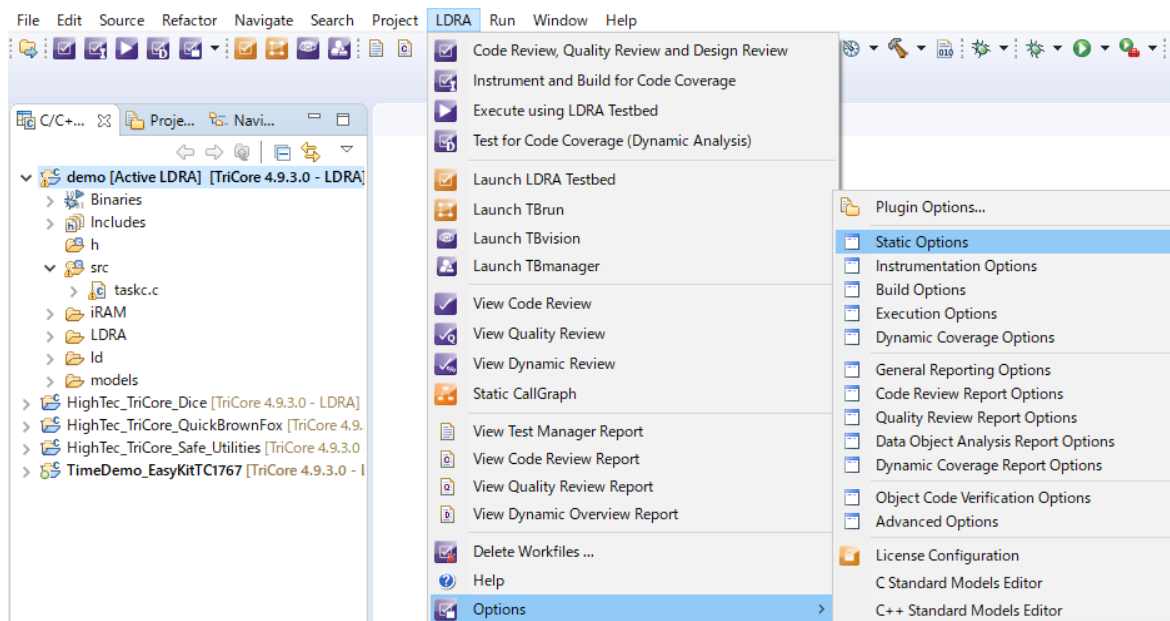 File Edit Source Refactor Navigate Search Project LDRA Run Window Help
C/C+... Proje... Navi...
demo [Active LDRA] [TriCore 4.9.3.0 - LDRA]
Binaries
Includes
h
src
taskc.c
iRAM
LDRA
ld
models
HighTec_TriCore_Dice [TriCore 4.9.3.0 - LDRA]
HighTec_TriCore_QuickBrownFox [TriCore 4.9.
HighTec_TriCore_Safe_Utilities [TriCore 4.9.3.0
TimeDemo_EasyKitTC1767 [TriCore 4.9.3.0 - l
Code Review, Quality Review and Design Review
Instrument and Build for Code Coverage
Execute using LDRA Testbed
Test for Code Coverage (Dynamic Analysis)
Launch LDRA Testbed
Launch TBrun
Launch TBvision
Launch TBmanager
View Code Review
View Quality Review
View Dynamic Review
Static CallGraph
View Test Manager Report
View Code Review Report
View Quality Review Report
View Dynamic Overview Report
Delete Workfiles ...
Help
Options
Plugin Options...
Static Options
Instrumentation Options
Build Options
Execution Options
Dynamic Coverage Options
General Reporting Options
Code Review Report Options
Quality Review Report Options
Data Object Analysis Report Options
Dynamic Coverage Report Options
Object Code Verification Options
Advanced Options
License Configuration
C Standard Models Editor
C++ Standard Models Editor